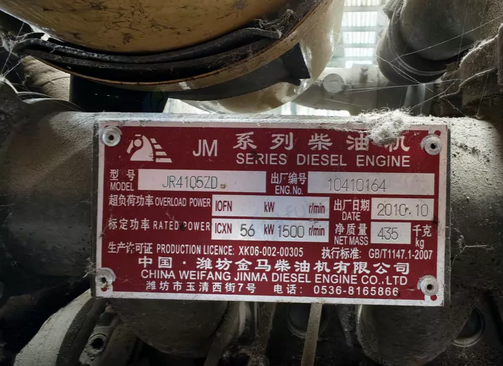 JM 系列柴油机
SERIES DIESEL ENGINE
型号 MODEL JR4105ZD 出厂编号 ENG.No. 10410164
超负荷功率 OVERLOAD POWER IOFN kW r/min 出厂日期 DATE 2010.10
标定功率 RATED POWER ICXN 56 kW 1500 r/min 净质量 NET MASS 435 千克 kg
生产许可证 PRODUCTION LICENCE: XK06-002-00305 执行标准: GB/T1147.1-2007
中国·潍坊金马柴油机有限公司
CHINA WEIFANG JINMA DIESEL ENGINE CO.,LTD
潍坊市玉清西街7号 电话: 0536-8165866